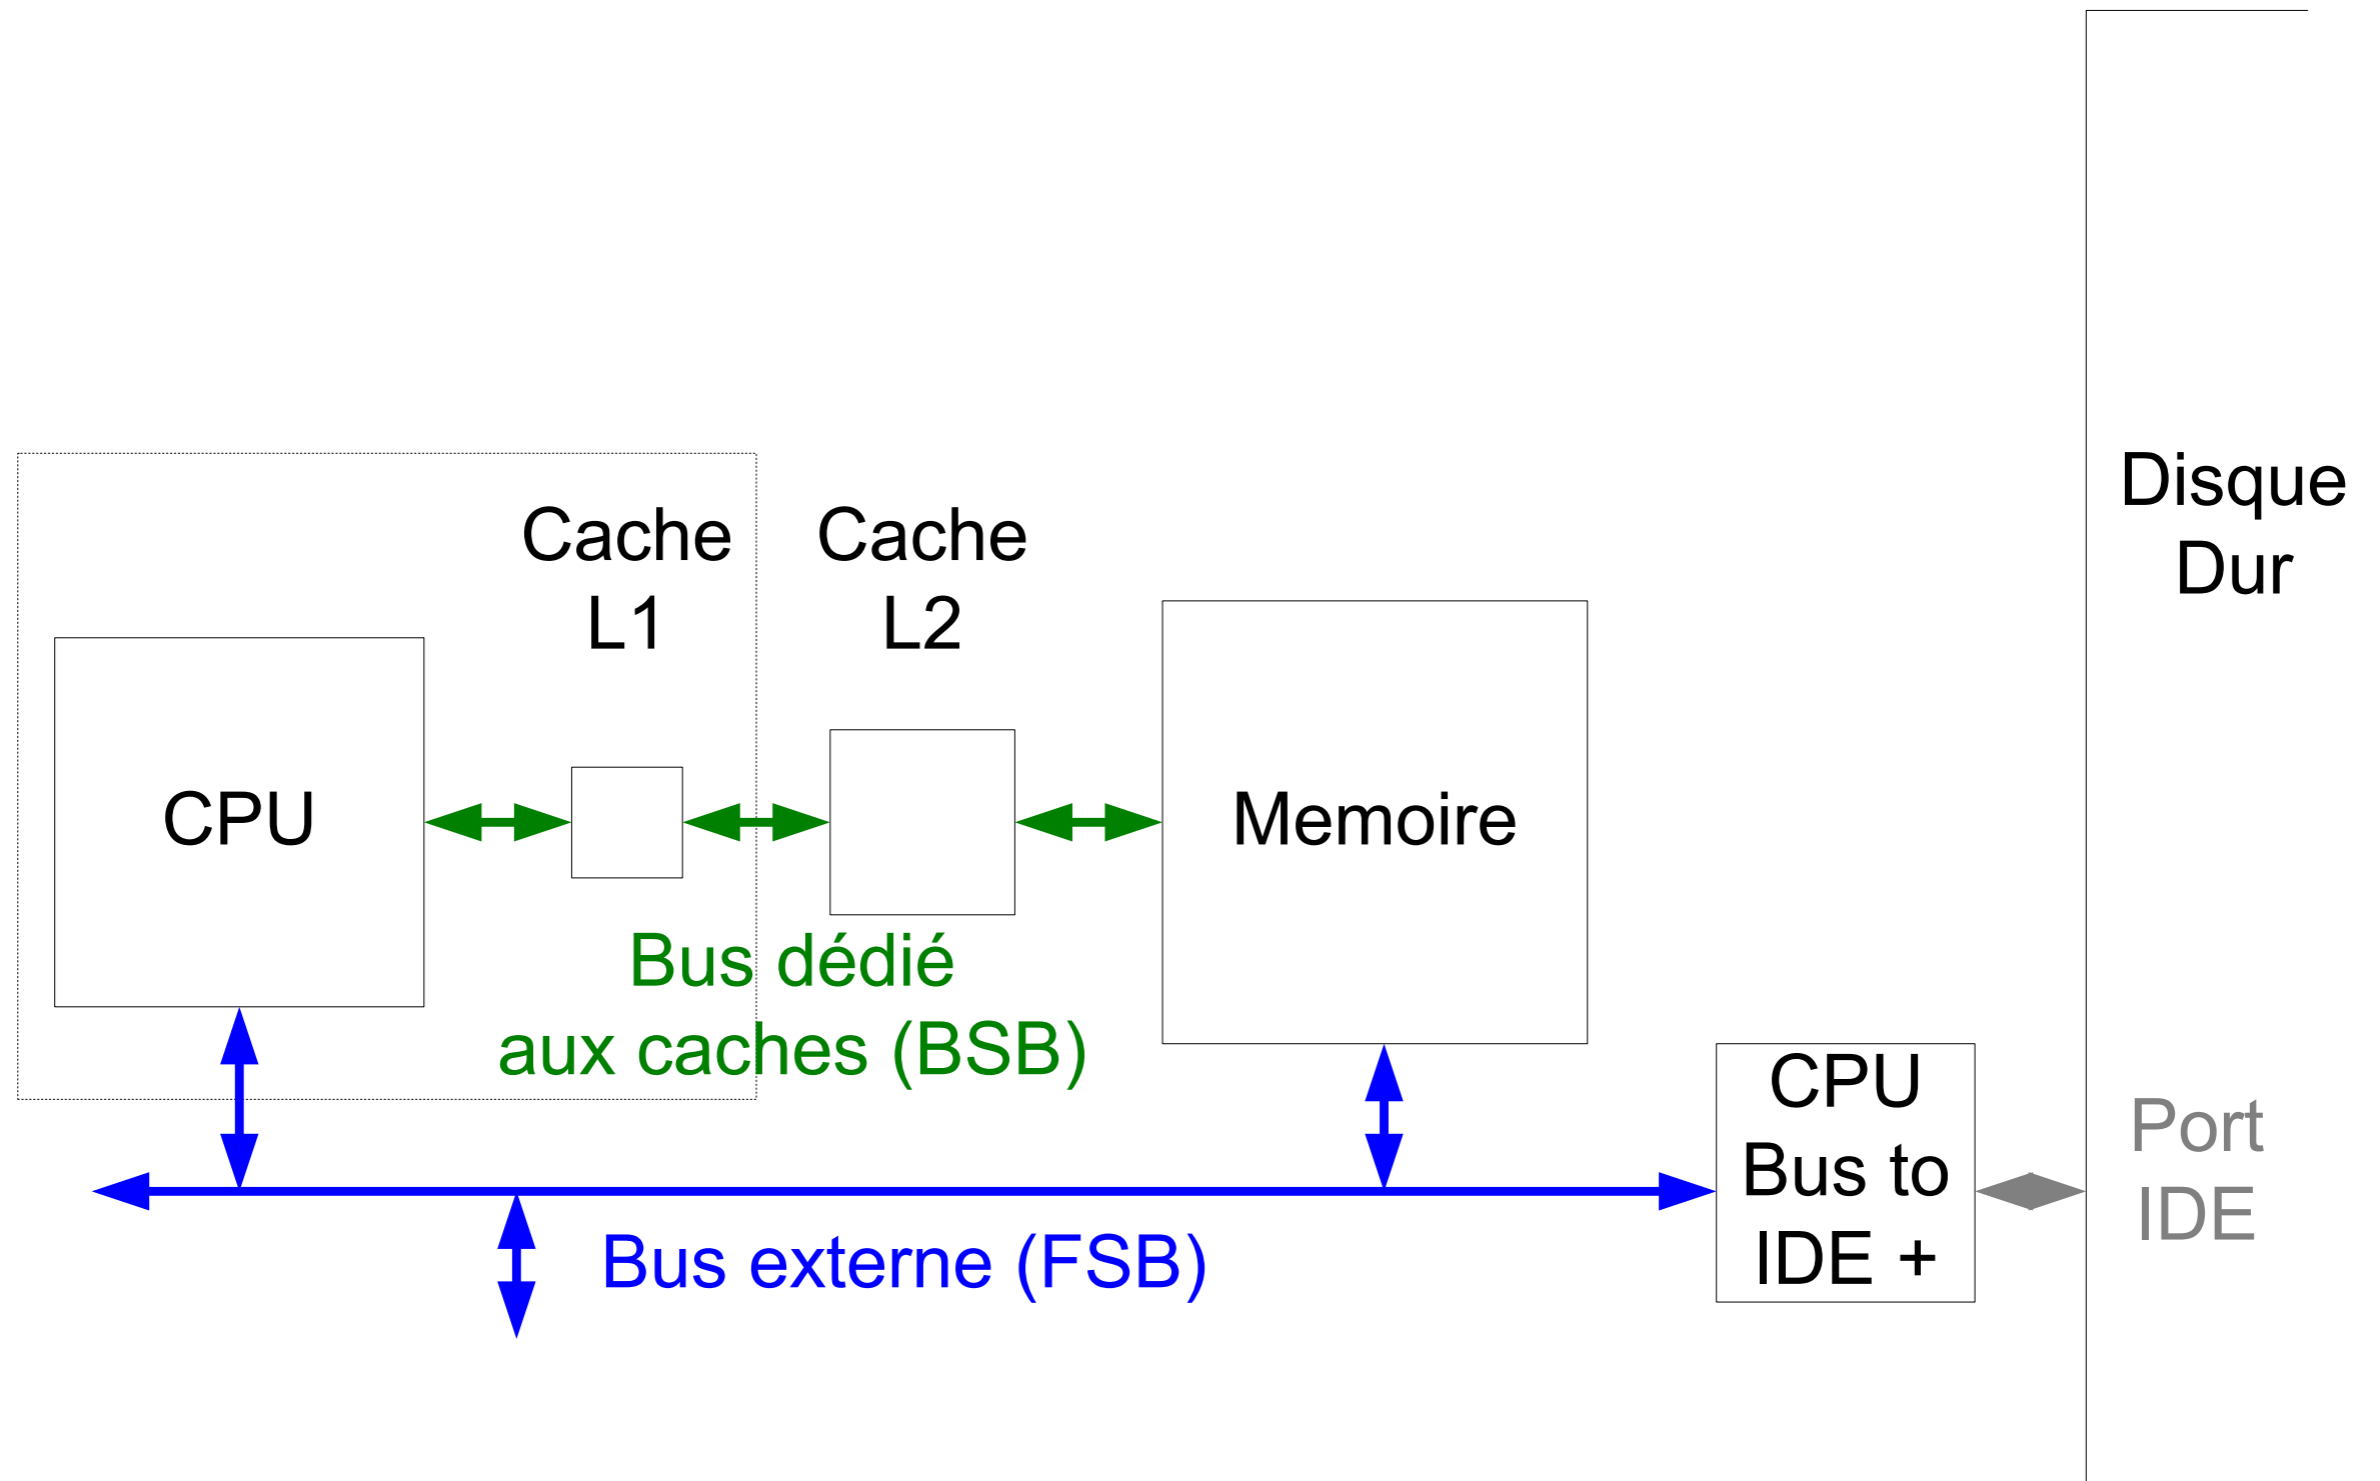 Disque
Dur
Cache
L1
Cache
L2
CPU
Memoire
Bus dédié
aux caches (BSB)
CPU
Bus to
IDE +
Port
IDE
Bus externe (FSB)